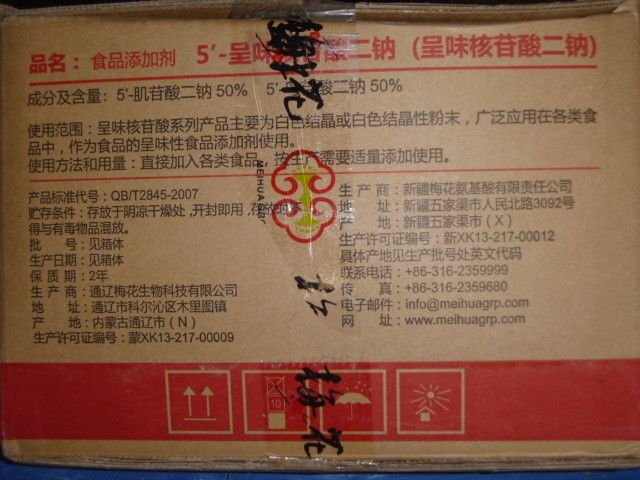 品名：食品添加剂 5′-呈味核苷酸二钠（呈味核苷酸二钠）
成分及含量：5′-肌苷酸二钠 50% 5′- 苷酸二钠 50%
使用范围：呈味核苷酸系列产品主要为白色结晶或白色结晶性粉末，广泛应用在各类食
品中，作为食品的呈味性食品添加剂使用。
使用方法和用量：直接加入各类食品，按生产需要适量添加使用。
产品标准代号：QB/T2845-2007
贮存条件：存放于阴凉干燥处，开封即用，存放时不
得与有毒物品混放。
批 号：见箱体
生产日期：见箱体
保 质 期：2年
生 产 商：通辽梅花生物科技有限公司
地 址：通辽市科尔沁区木里图镇
产 地：内蒙古通辽市（N）
生产许可证编号：蒙XK13-217-00009
MEIHUA
生 产 商：新疆梅花氨基酸有限责任公司
地 址：新疆五家渠市人民北路3092号
产 地：新疆五家渠市（X）
生产许可证编号：新XK13-217-00012
具体产地见生产批号处英文代码
联系电话：+86-316-2359999
传 真：+86-316-2359680
电子邮件：info@meihuagrp.com
网 址：www.meihuagrp.com
梅花
10